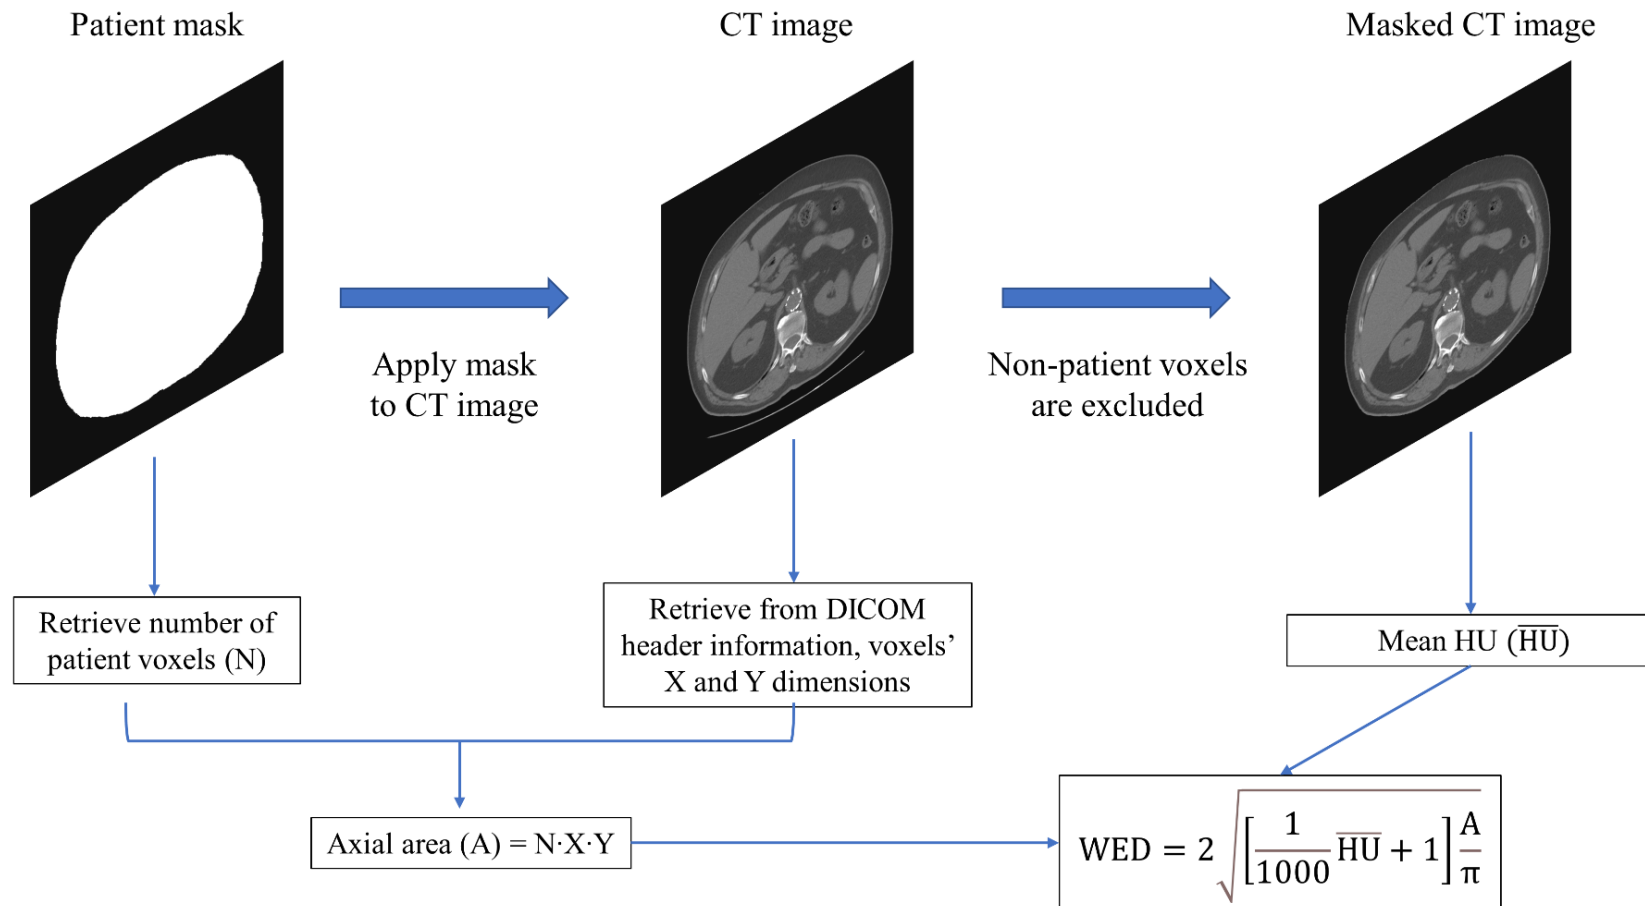 Patient mask
CT image
Masked CT image
Apply mask
to CT image
Non-patient voxels
are excluded
Retrieve number of
patient voxels (N)
Retrieve from DICOM
header information, voxels'
X and Y dimensions
Mean HU (H̅U̅)
Axial area (A) = N·X·Y
WED = 2 √([1/1000 H̅U̅ + 1] A/π)